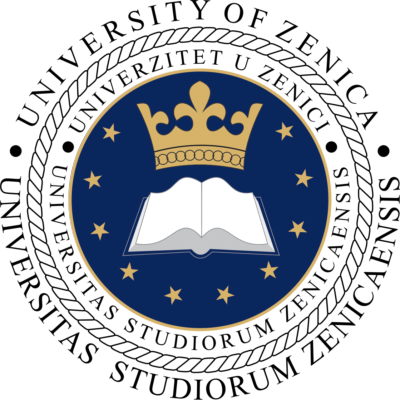 UNIVERSITY OF ZENICA
UNIVERSITAS STUDIORUM ZENICAENSIS
UNIVERZITET U ZENICI
UNIVERSITAS STUDIORUM ZENICAENSIS